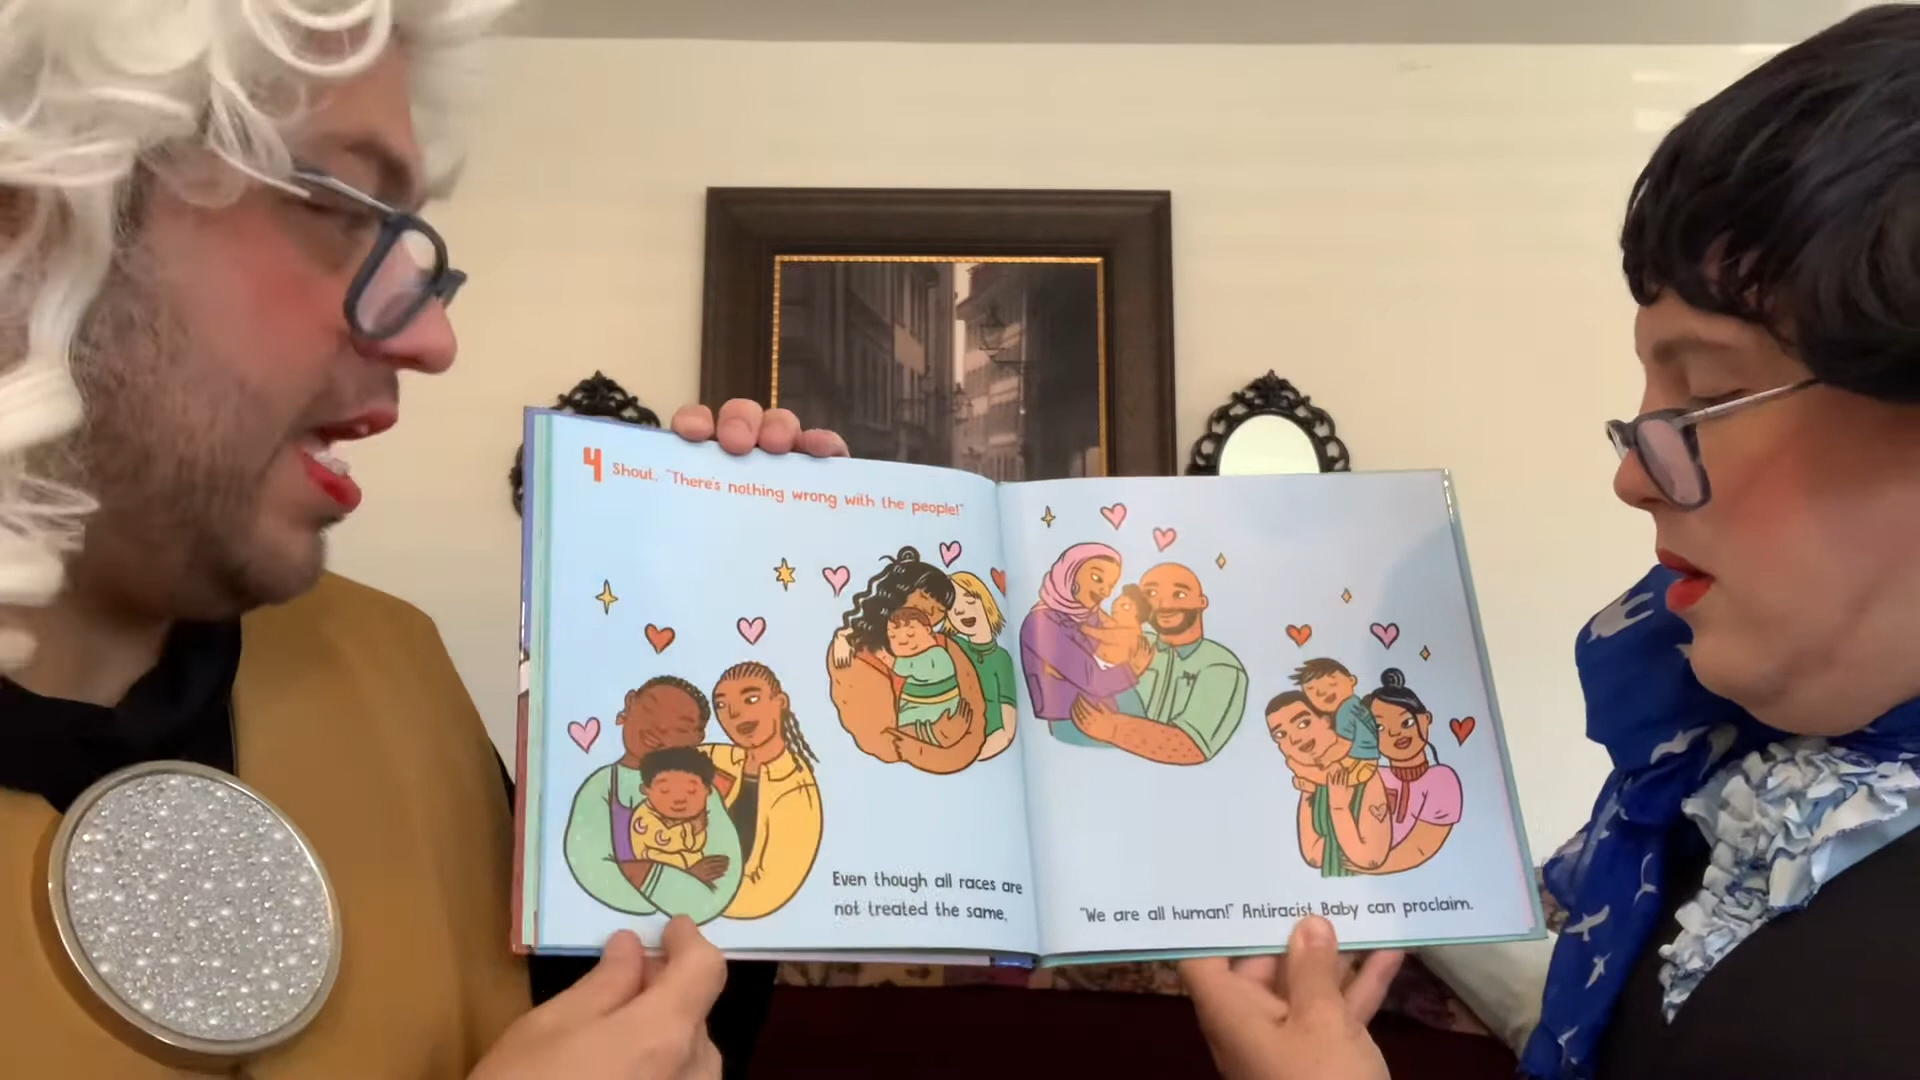 4 Shout, "There's nothing wrong with the people!"
Even though all races are
not treated the same,
"We are all human!" Antiracist Baby can proclaim.